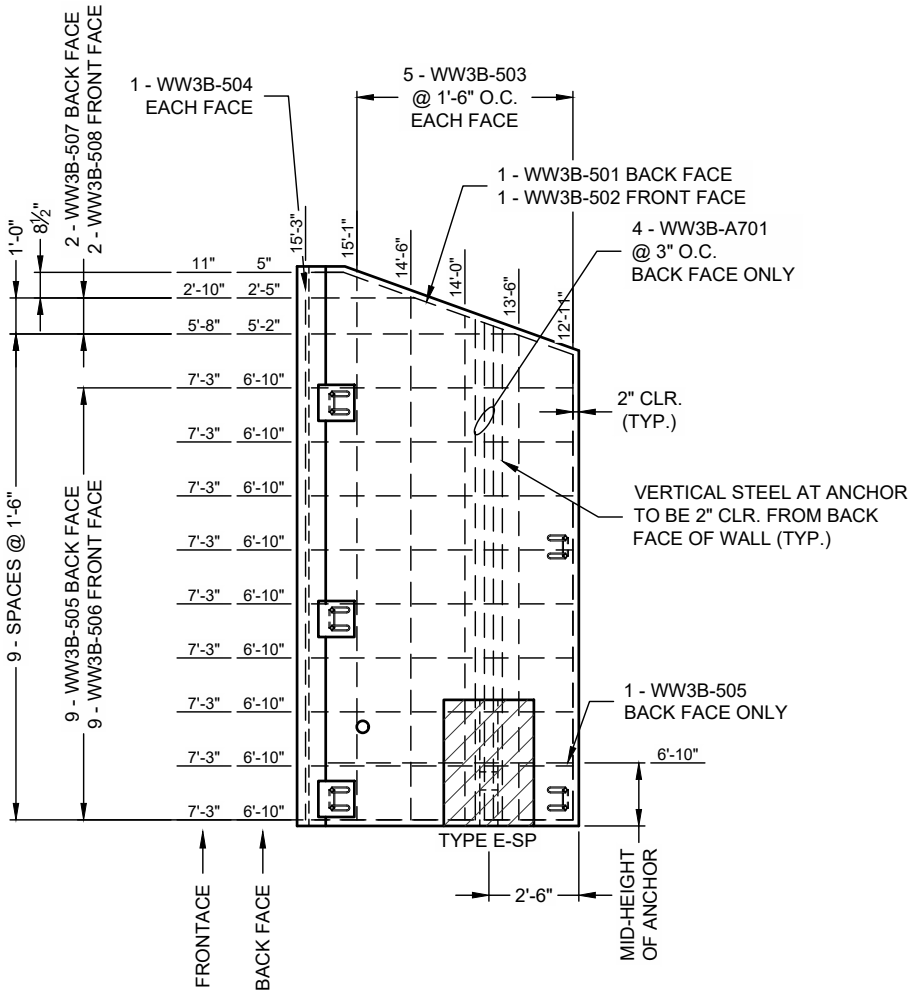 2 - WW3B-507 BACK FACE
2 - WW3B-508 FRONT FACE
1 - WW3B-504
EACH FACE
5 - WW3B-503
@ 1'-6" O.C.
EACH FACE
1 - WW3B-501 BACK FACE
1 - WW3B-502 FRONT FACE
4 - WW3B-A701
@ 3" O.C.
BACK FACE ONLY
1'-0"
8½"
15'-3"
15'-1"
14'-6"
14'-0"
13'-6"
12'-11"
11" 5"
2'-10" 2'-5"
5'-8" 5'-2"
7'-3" 6'-10"
7'-3" 6'-10"
7'-3" 6'-10"
7'-3" 6'-10"
7'-3" 6'-10"
7'-3" 6'-10"
7'-3" 6'-10"
7'-3" 6'-10"
7'-3" 6'-10"
2" CLR.
(TYP.)
VERTICAL STEEL AT ANCHOR
TO BE 2" CLR. FROM BACK
FACE OF WALL (TYP.)
9 - SPACES @ 1'-6"
9 - WW3B-505 BACK FACE
9 - WW3B-506 FRONT FACE
1 - WW3B-505
BACK FACE ONLY
6'-10"
TYPE E-SP
2'-6"
MID-HEIGHT
OF ANCHOR
FRONTACE
BACK FACE